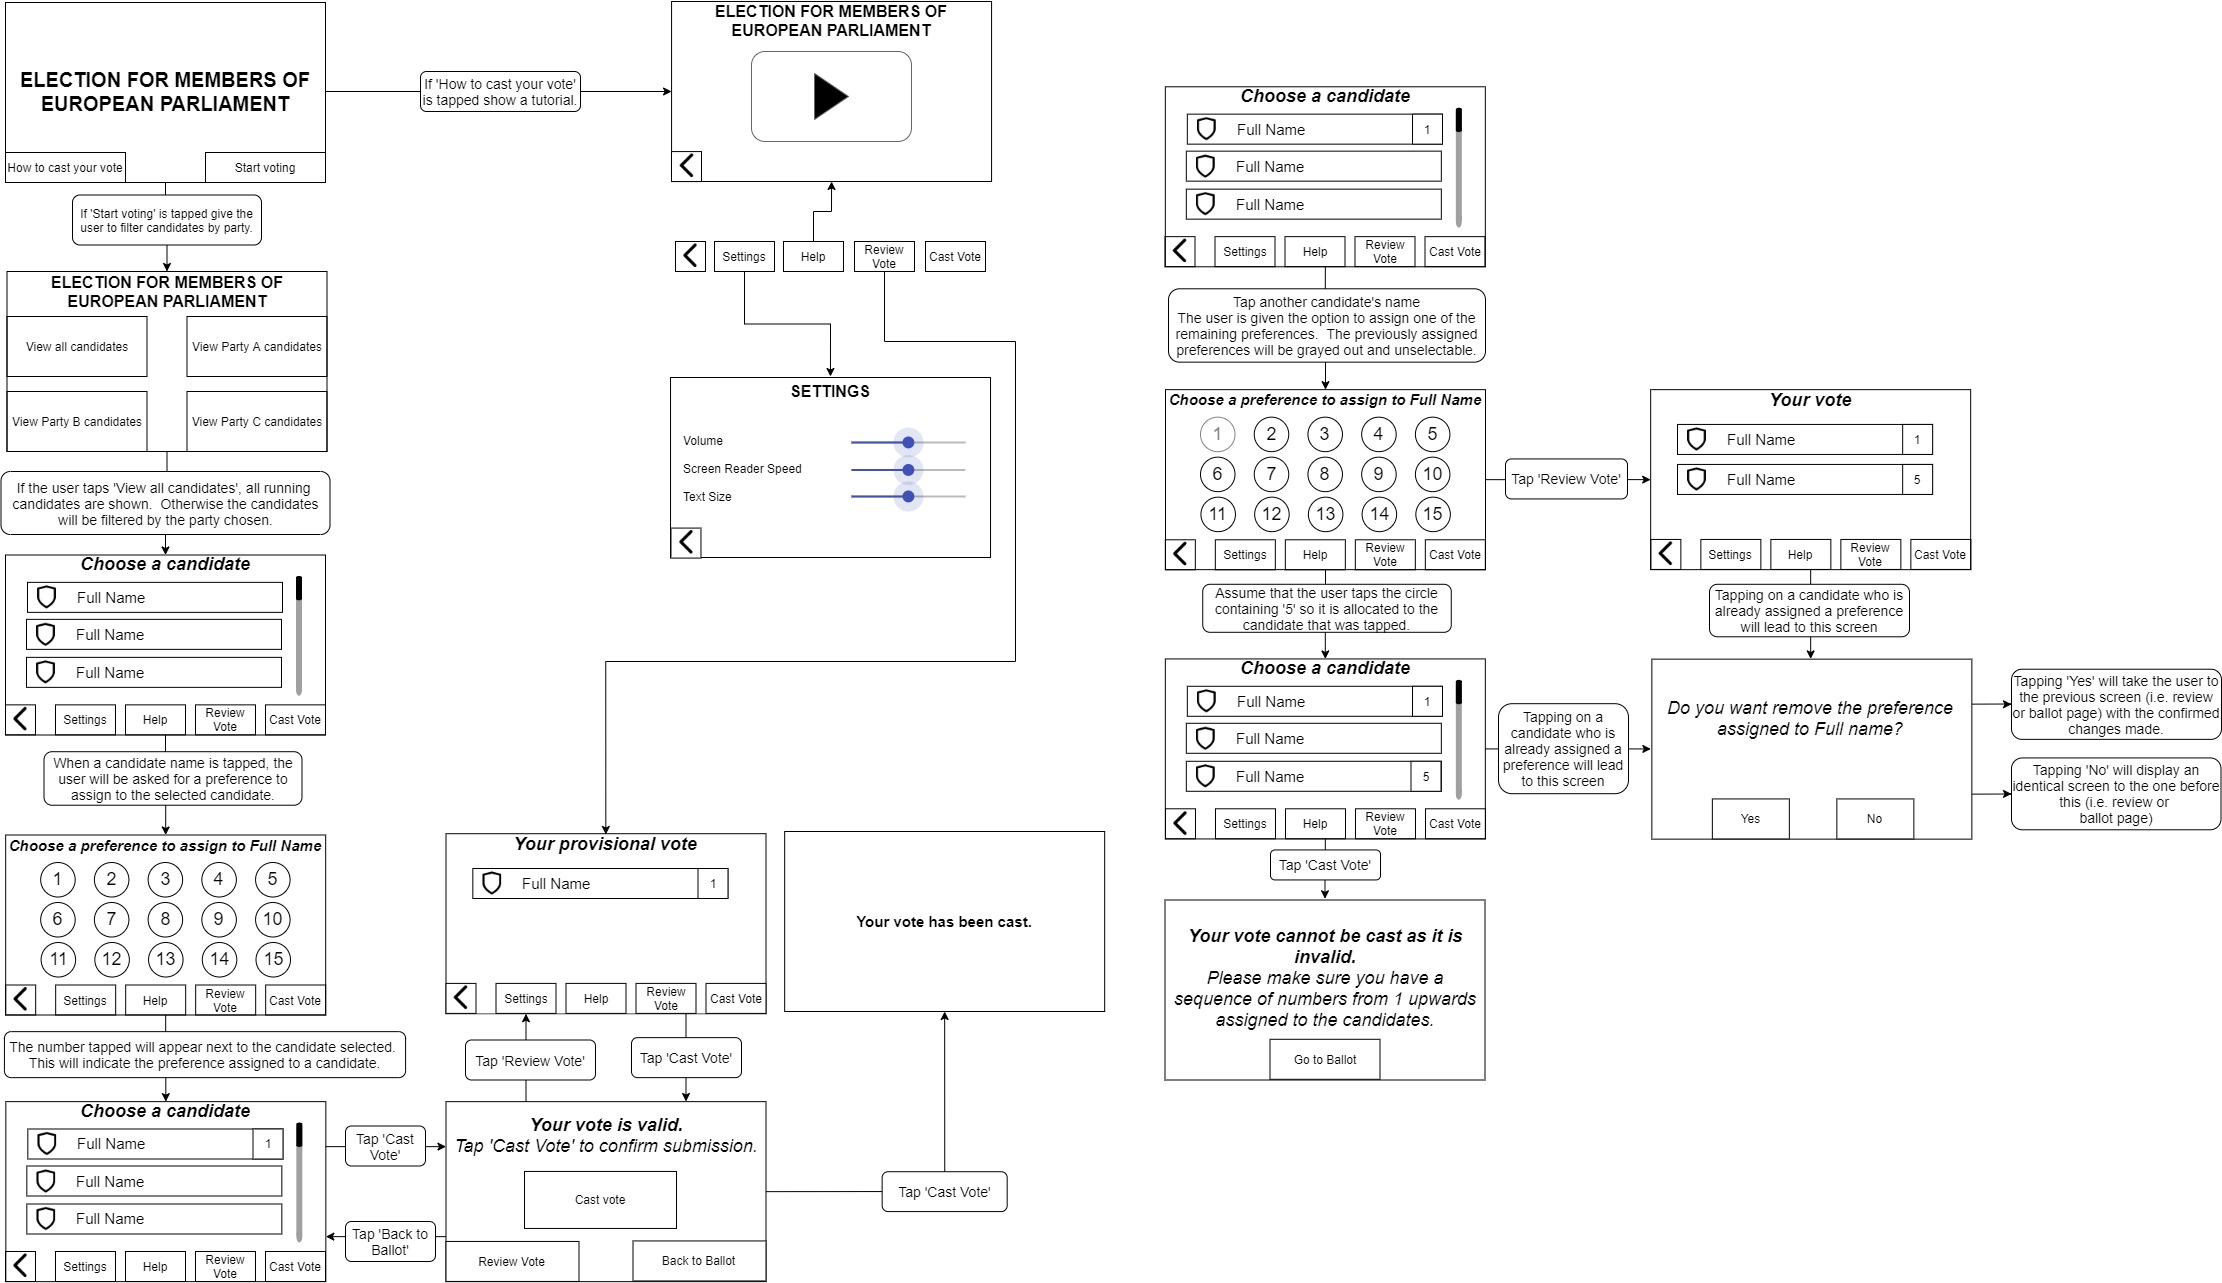 ELECTION FOR MEMBERS OF
EUROPEAN PARLIAMENT
How to cast your vote
Start voting
If 'How to cast your vote'
is tapped show a tutorial.
ELECTION FOR MEMBERS OF
EUROPEAN PARLIAMENT
If 'Start voting' is tapped give the
user to filter candidates by party.
ELECTION FOR MEMBERS OF
EUROPEAN PARLIAMENT
View all candidates
View Party A candidates
View Party B candidates
View Party C candidates
If the user taps 'View all candidates', all running
candidates are shown. Otherwise the candidates
will be filtered by the party chosen.
Choose a candidate
Full Name
Full Name
Full Name
Settings
Help
Review
Vote
Cast Vote
When a candidate name is tapped, the
user will be asked for a preference to
assign to the selected candidate.
Choose a preference to assign to Full Name
1 2 3 4 5
6 7 8 9 10
11 12 13 14 15
Settings
Help
Review
Vote
Cast Vote
The number tapped will appear next to the candidate selected.
This will indicate the preference assigned to a candidate.
Choose a candidate
Full Name 1
Full Name
Full Name
Settings
Help
Review
Vote
Cast Vote
Tap 'Cast
Vote'
Tap 'Back to
Ballot'
Settings
Help
Review
Vote
Cast Vote
SETTINGS
Volume
Screen Reader Speed
Text Size
Your provisional vote
Full Name 1
Settings
Help
Review
Vote
Cast Vote
Tap 'Review Vote'
Tap 'Cast Vote'
Your vote is valid.
Tap 'Cast Vote' to confirm submission.
Cast vote
Review Vote
Back to Ballot
Tap 'Cast Vote'
Your vote has been cast.
Choose a candidate
Full Name 1
Full Name
Full Name
Settings
Help
Review
Vote
Cast Vote
Tap another candidate's name
The user is given the option to assign one of the
remaining preferences. The previously assigned
preferences will be grayed out and unselectable.
Choose a preference to assign to Full Name
1 2 3 4 5
6 7 8 9 10
11 12 13 14 15
Settings
Help
Review
Vote
Cast Vote
Tap 'Review Vote'
Your vote
Full Name 1
Full Name 5
Settings
Help
Review
Vote
Cast Vote
Assume that the user taps the circle
containing '5' so it is allocated to the
candidate that was tapped.
Tapping on a candidate who is
already assigned a preference
will lead to this screen
Choose a candidate
Full Name 1
Full Name
Full Name 5
Settings
Help
Review
Vote
Cast Vote
Tapping on a
candidate who is
already assigned a
preference will lead
to this screen
Do you want remove the preference
assigned to Full name?
Yes
No
Tapping 'Yes' will take the user to
the previous screen (i.e. review
or ballot page) with the confirmed
changes made.
Tapping 'No' will display an
identical screen to the one before
this (i.e. review or
ballot page)
Tap 'Cast Vote'
Your vote cannot be cast as it is
invalid.
Please make sure you have a
sequence of numbers from 1 upwards
assigned to the candidates.
Go to Ballot